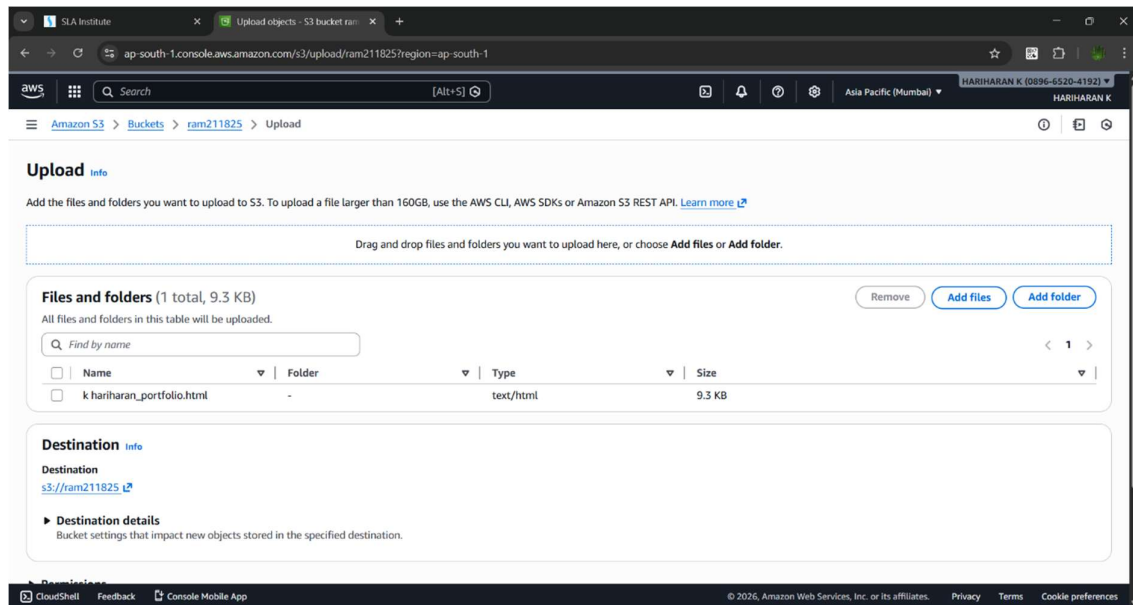 SLA Institute
Upload objects - S3 bucket ram
ap-south-1.console.aws.amazon.com/s3/upload/ram211825?region=ap-south-1
aws
Search [Alt+S]
Asia Pacific (Mumbai)
HARIHARAN K (0896-6520-4192)
HARIHARAN K
Amazon S3 > Buckets > ram211825 > Upload
Upload Info
Add the files and folders you want to upload to S3. To upload a file larger than 160GB, use the AWS CLI, AWS SDKs or Amazon S3 REST API. Learn more
Drag and drop files and folders you want to upload here, or choose Add files or Add folder.
Files and folders (1 total, 9.3 KB)
Remove Add files Add folder
All files and folders in this table will be uploaded.
Find by name
1
Name Folder Type Size
k hariharan_portfolio.html - text/html 9.3 KB
Destination Info
Destination
s3://ram211825
Destination details
Bucket settings that impact new objects stored in the specified destination.
Permissions
CloudShell Feedback Console Mobile App © 2026, Amazon Web Services, Inc. or its affiliates. Privacy Terms Cookie preferences